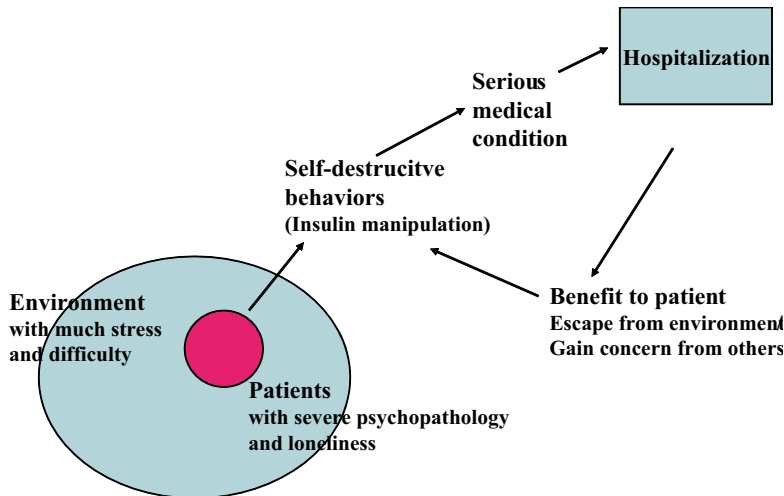 Hospitalization
Serious
medical
condition
Self-destrucitve
behaviors
(Insulin manipulation)
Environment
with much stress
and difficulty
Benefit to patient
Escape from environment
Gain concern from others
Patients
with severe psychopathology
and loneliness